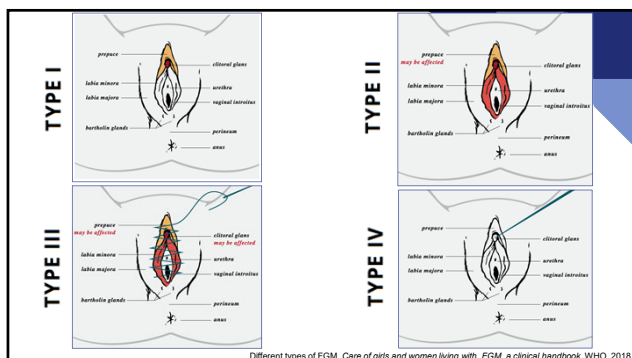 TYPE I
prepuce
clitoral glans
labia minora
urethra
labia majora
vaginal introitus
bartholin glands
perineum
anus
TYPE II
prepuce
may be affected
clitoral glans
labia minora
urethra
labia majora
vaginal introitus
bartholin glands
perineum
anus
TYPE III
prepuce
may be affected
clitoral glans
may be affected
labia minora
urethra
labia majora
vaginal introitus
bartholin glands
perineum
anus
TYPE IV
prepuce
clitoral glans
labia minora
urethra
labia majora
vaginal introitus
bartholin glands
perineum
anus
Different types of FGM. Care of girls and women living with FGM, a clinical handbook. WHO, 2018